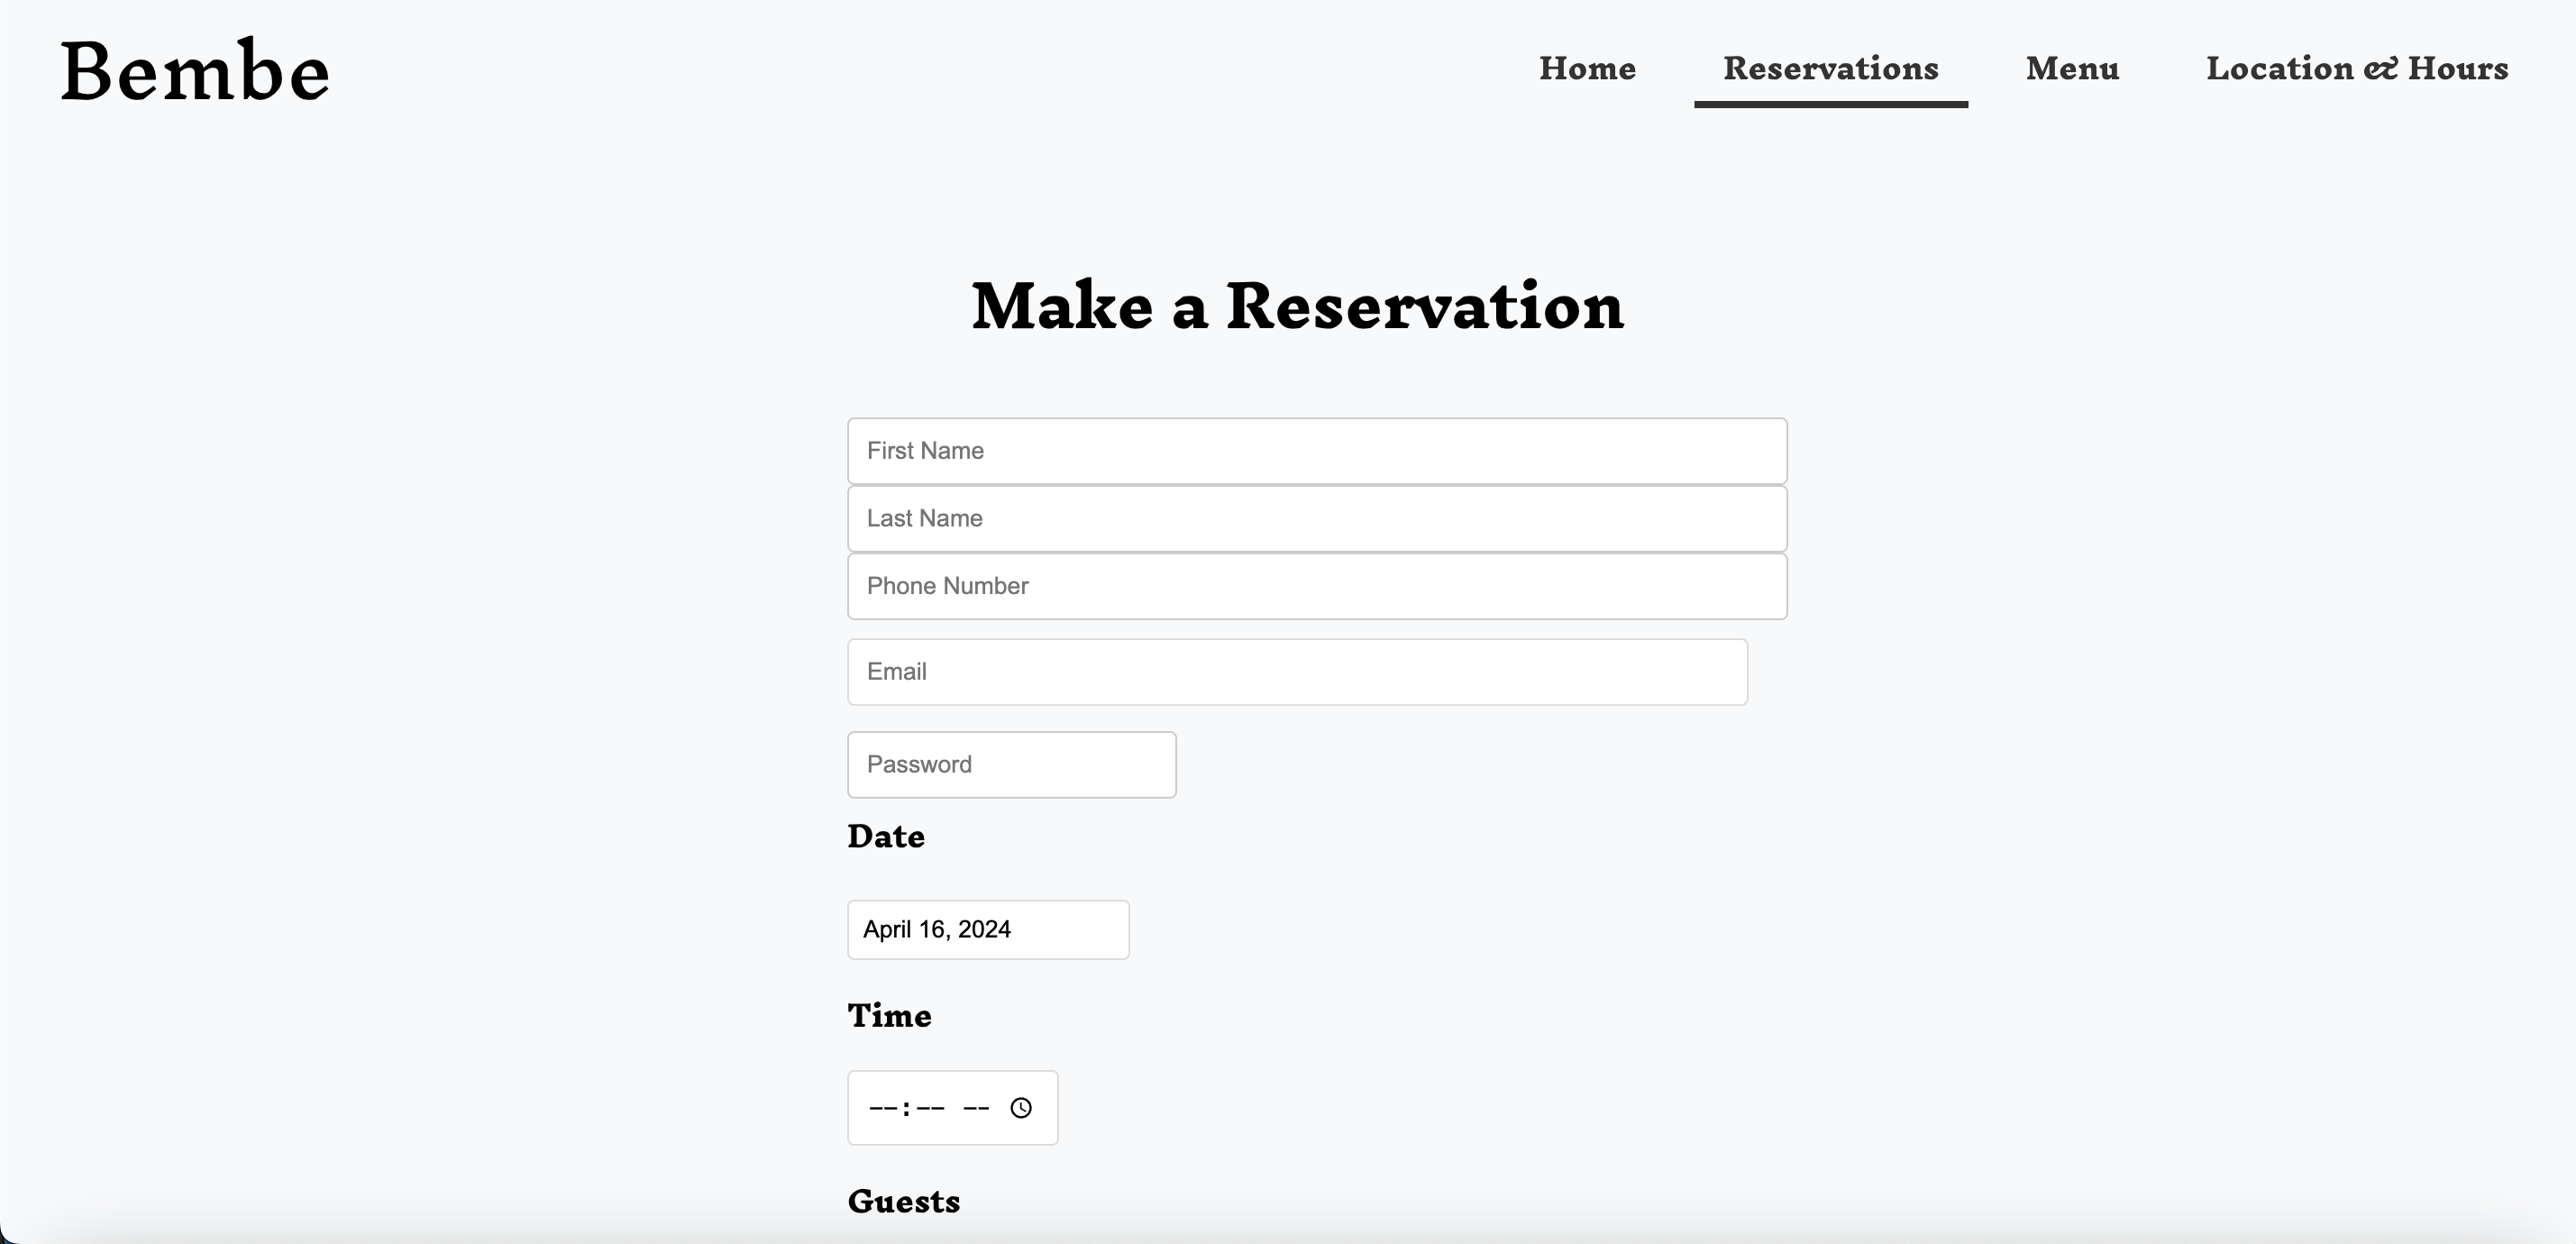 Bembe
Home Reservations Menu Location & Hours
Make a Reservation
First Name
Last Name
Phone Number
Email
Password
Date
April 16, 2024
Time
--:-- --
Guests